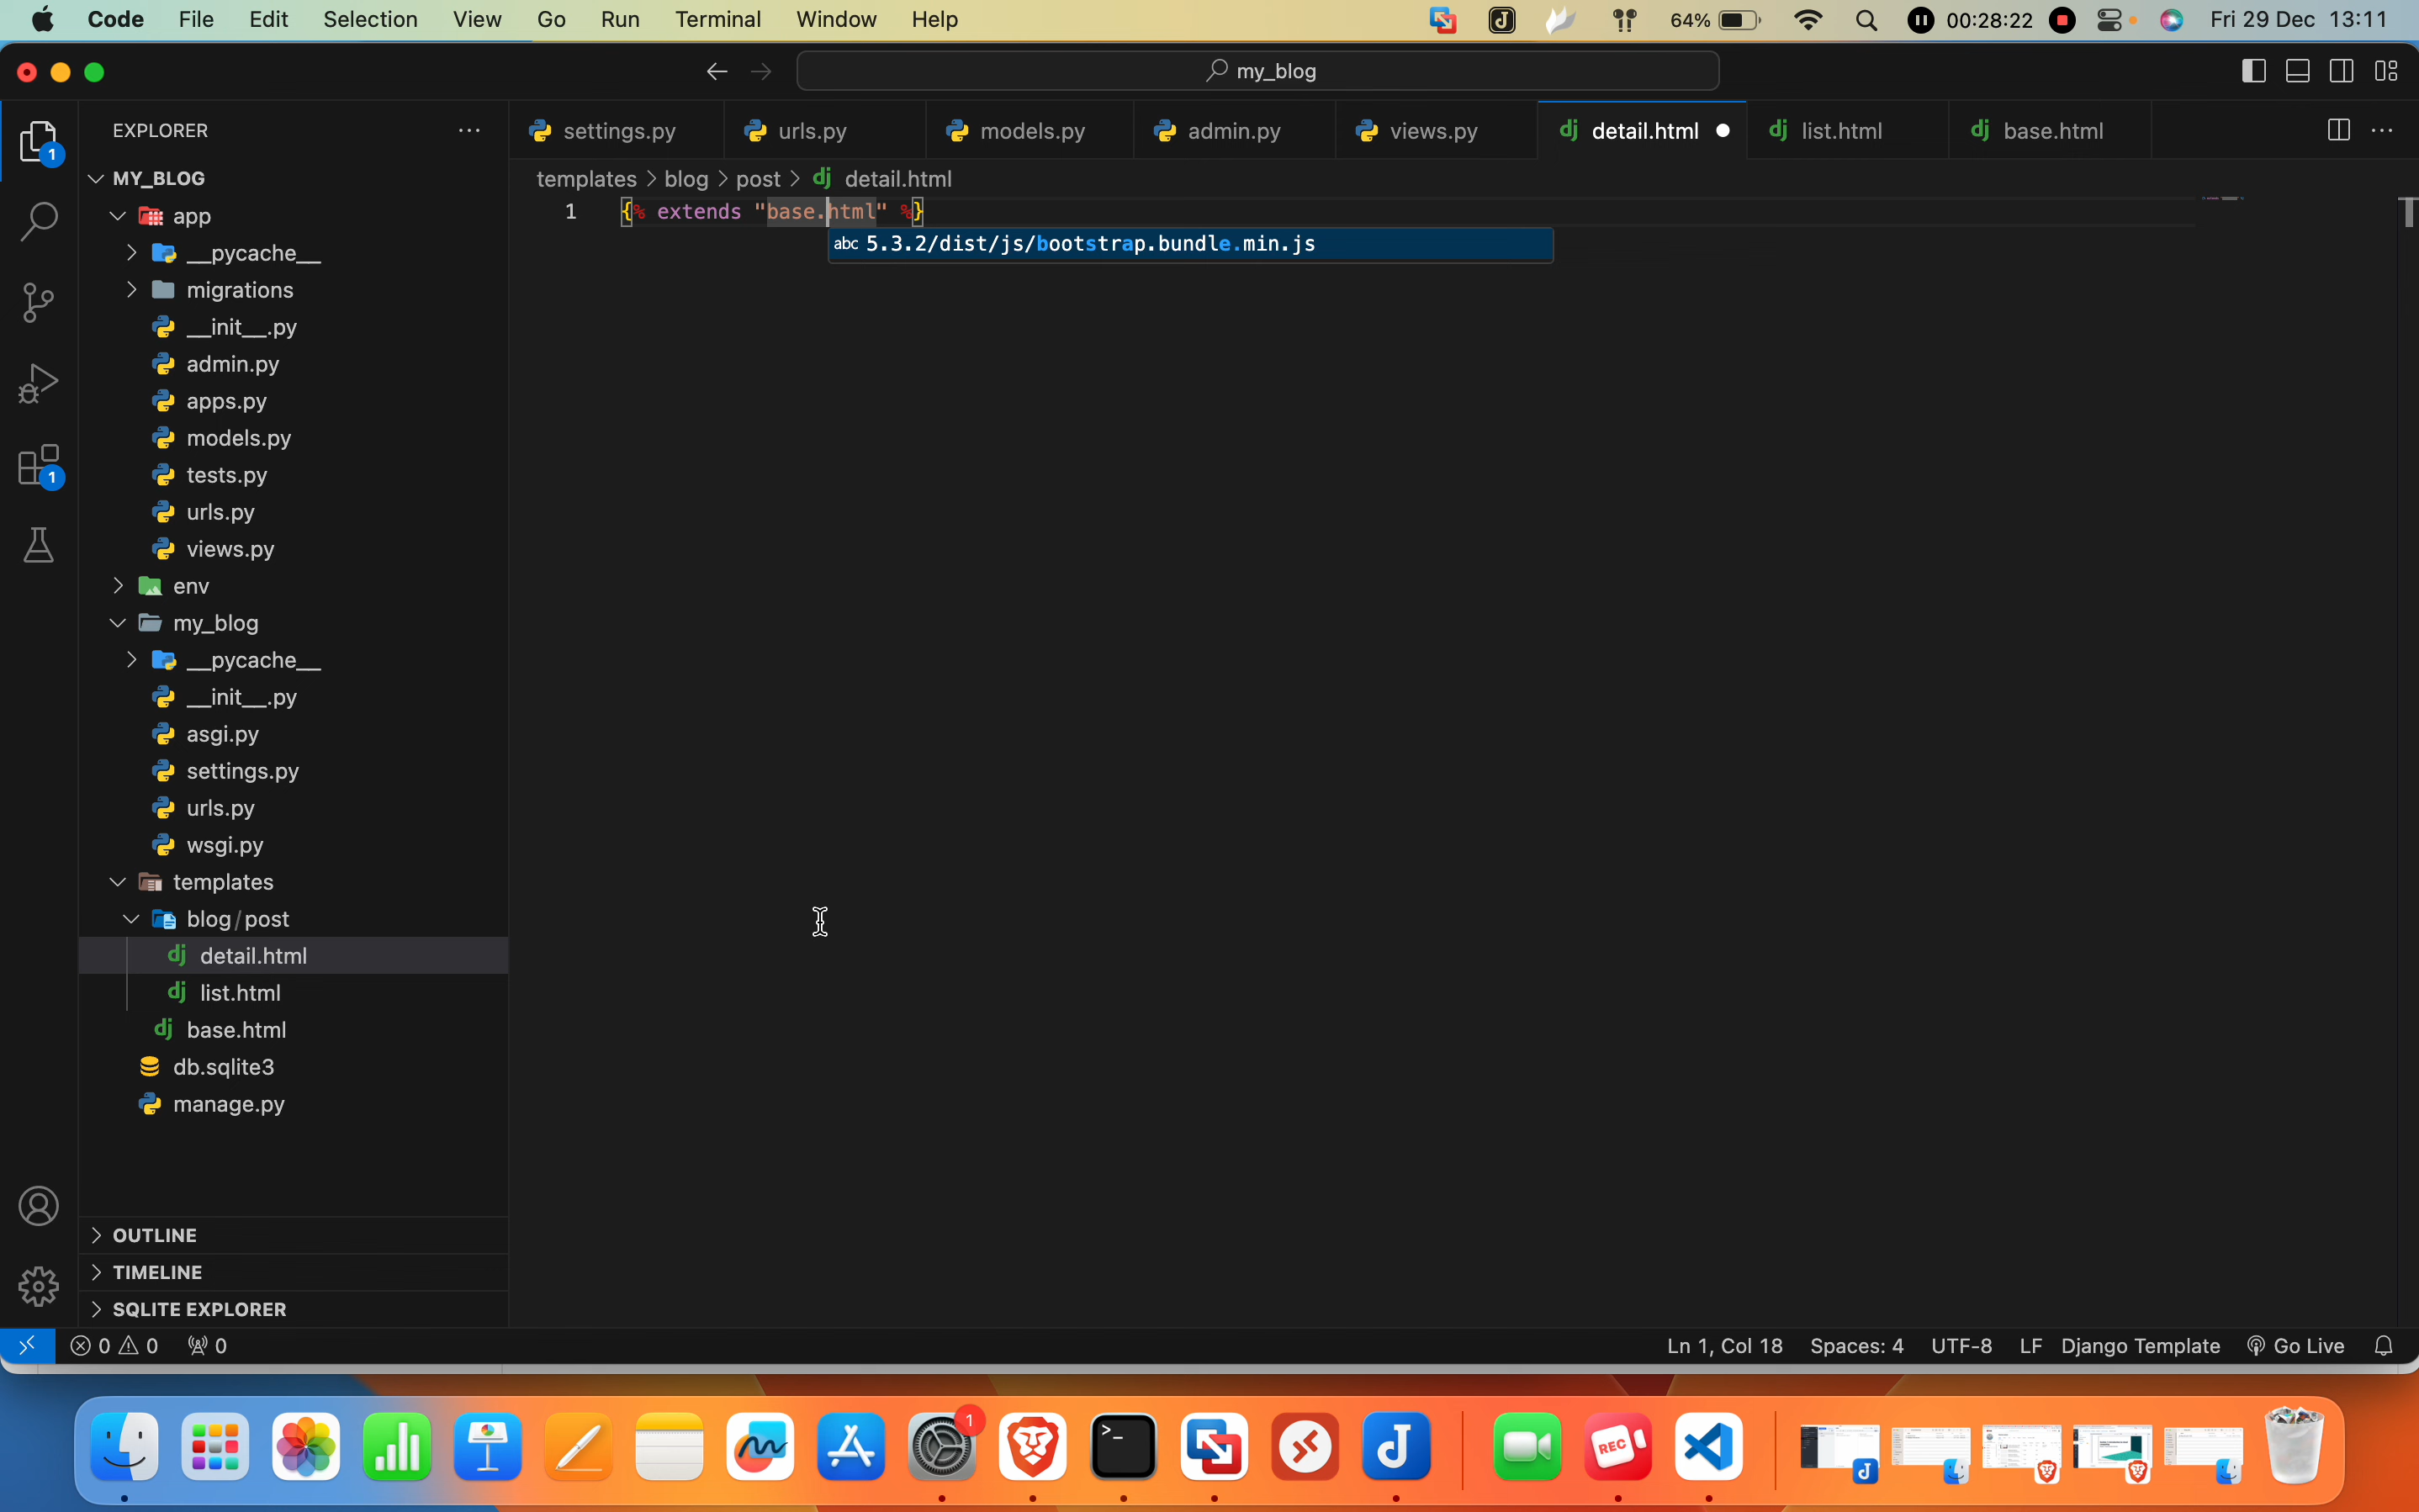 Code File Edit Selection View Go Run Terminal Window Help 64% 00:28:22 Fri 29 Dec 13:11
my_blog
EXPLORER
settings.py urls.py models.py admin.py views.py detail.html list.html base.html
templates > blog > post > detail.html
1 {% extends "base.html" %}
abc 5.3.2/dist/js/bootstrap.bundle.min.js
MY_BLOG
app
__pycache__
migrations
__init__.py
admin.py
apps.py
models.py
tests.py
urls.py
views.py
env
my_blog
__pycache__
__init__.py
asgi.py
settings.py
urls.py
wsgi.py
templates
blog/post
detail.html
list.html
base.html
db.sqlite3
manage.py
1
1
OUTLINE
TIMELINE
SQLITE EXPLORER
0 0 0 Ln 1, Col 18 Spaces: 4 UTF-8 LF Django Template Go Live
1
REC